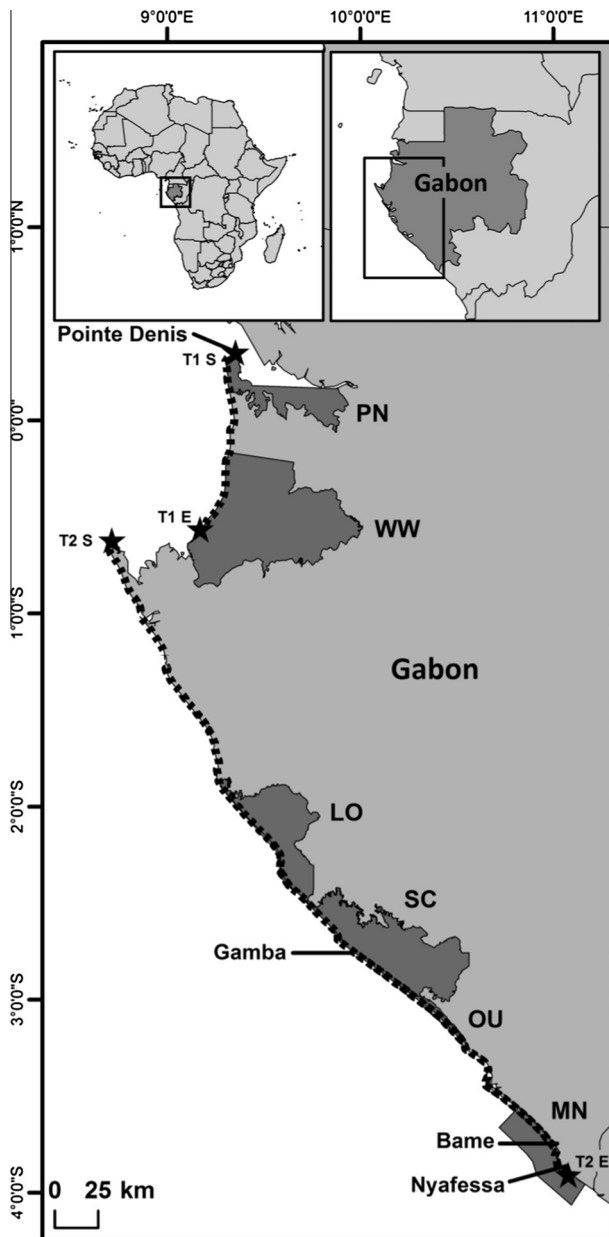 9°0'0"E
10°0'0"E
11°0'0"E
Gabon
1°0'0"N
Pointe Denis
T1 S
PN
0°0'0"
T1 E
WW
T2 S
1°0'0"S
Gabon
LO
2°0'0"S
SC
Gamba
3°0'0"S
OU
MN
Bame
T2 E
Nyafessa
4°0'0"S
0 25 km